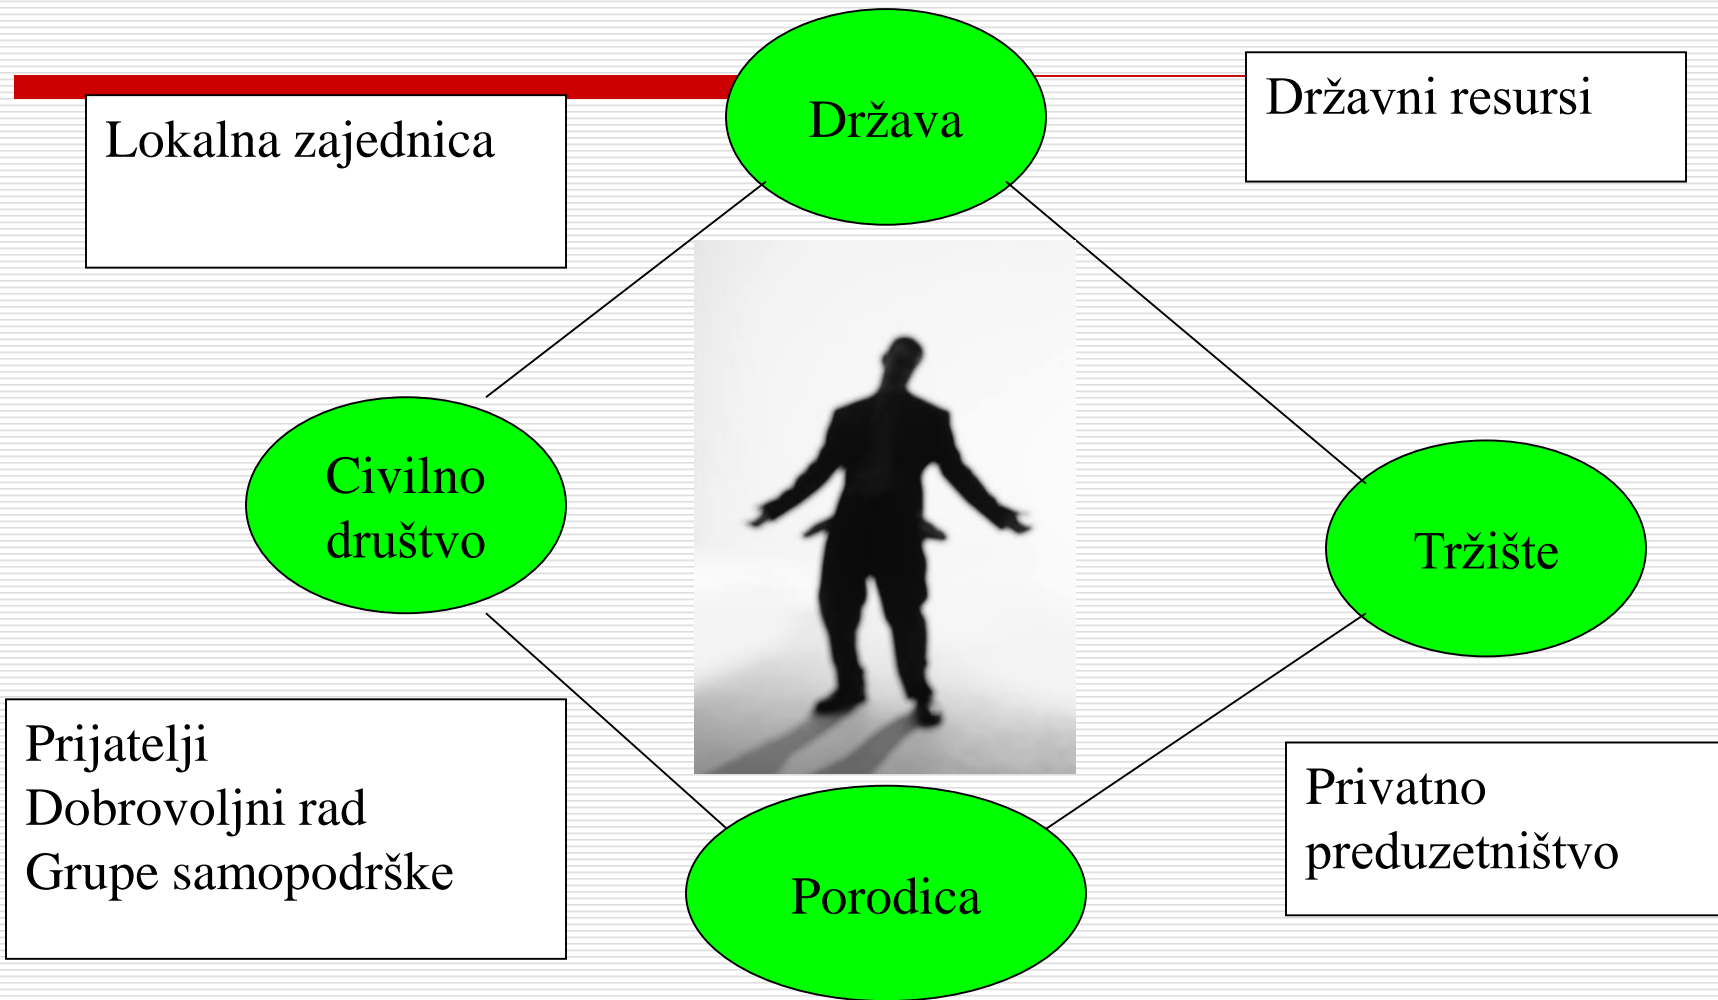 Država
Državni resursi
Lokalna zajednica
Civilno
društvo
Tržište
Prijatelji
Dobrovoljni rad
Grupe samopodrške
Privatno
preduzetništvo
Porodica